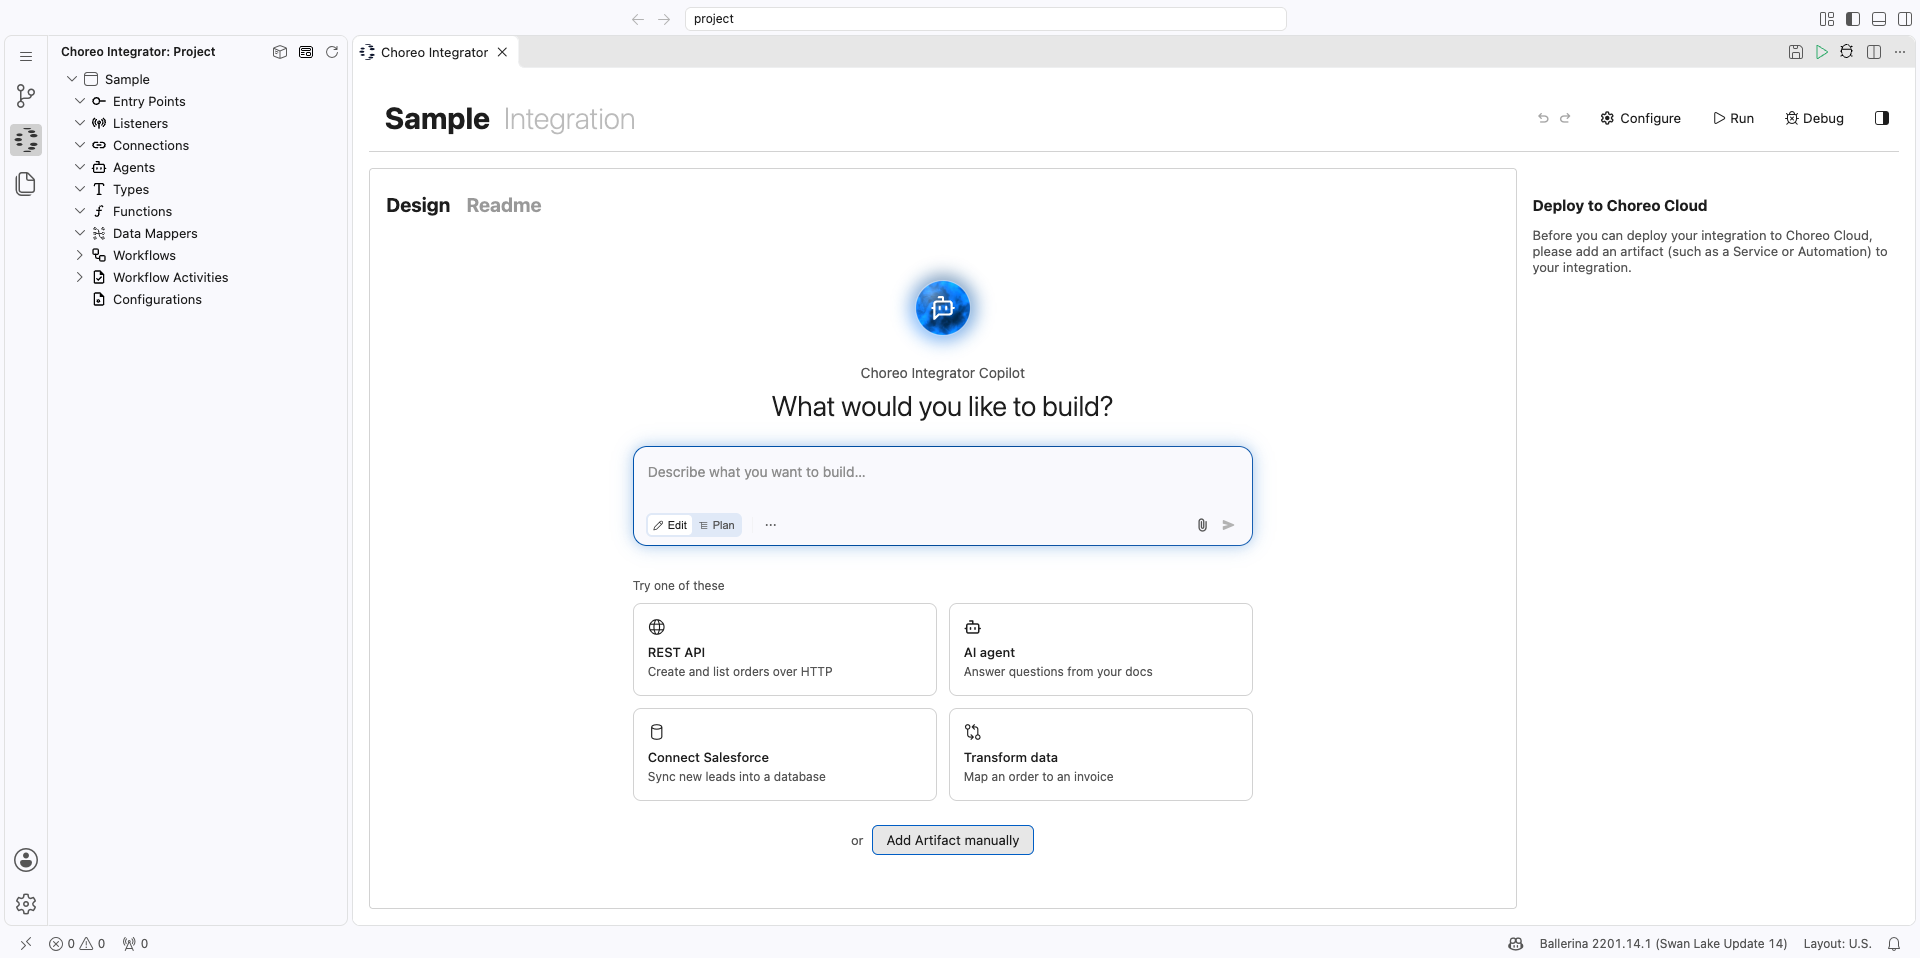 project
Choreo Integrator: Project
Sample
Entry Points
Listeners
Connections
Agents
Types
Functions
Data Mappers
Workflows
Workflow Activities
Configurations
Choreo Integrator
Sample Integration
Configure
Run
Debug
Design
Readme
Choreo Integrator Copilot
What would you like to build?
Describe what you want to build...
Edit
Plan
Try one of these
REST API
Create and list orders over HTTP
AI agent
Answer questions from your docs
Connect Salesforce
Sync new leads into a database
Transform data
Map an order to an invoice
or
Add Artifact manually
Deploy to Choreo Cloud
Before you can deploy your integration to Choreo Cloud,
please add an artifact (such as a Service or Automation) to
your integration.
0
0
0
Ballerina 2201.14.1 (Swan Lake Update 14)
Layout: U.S.